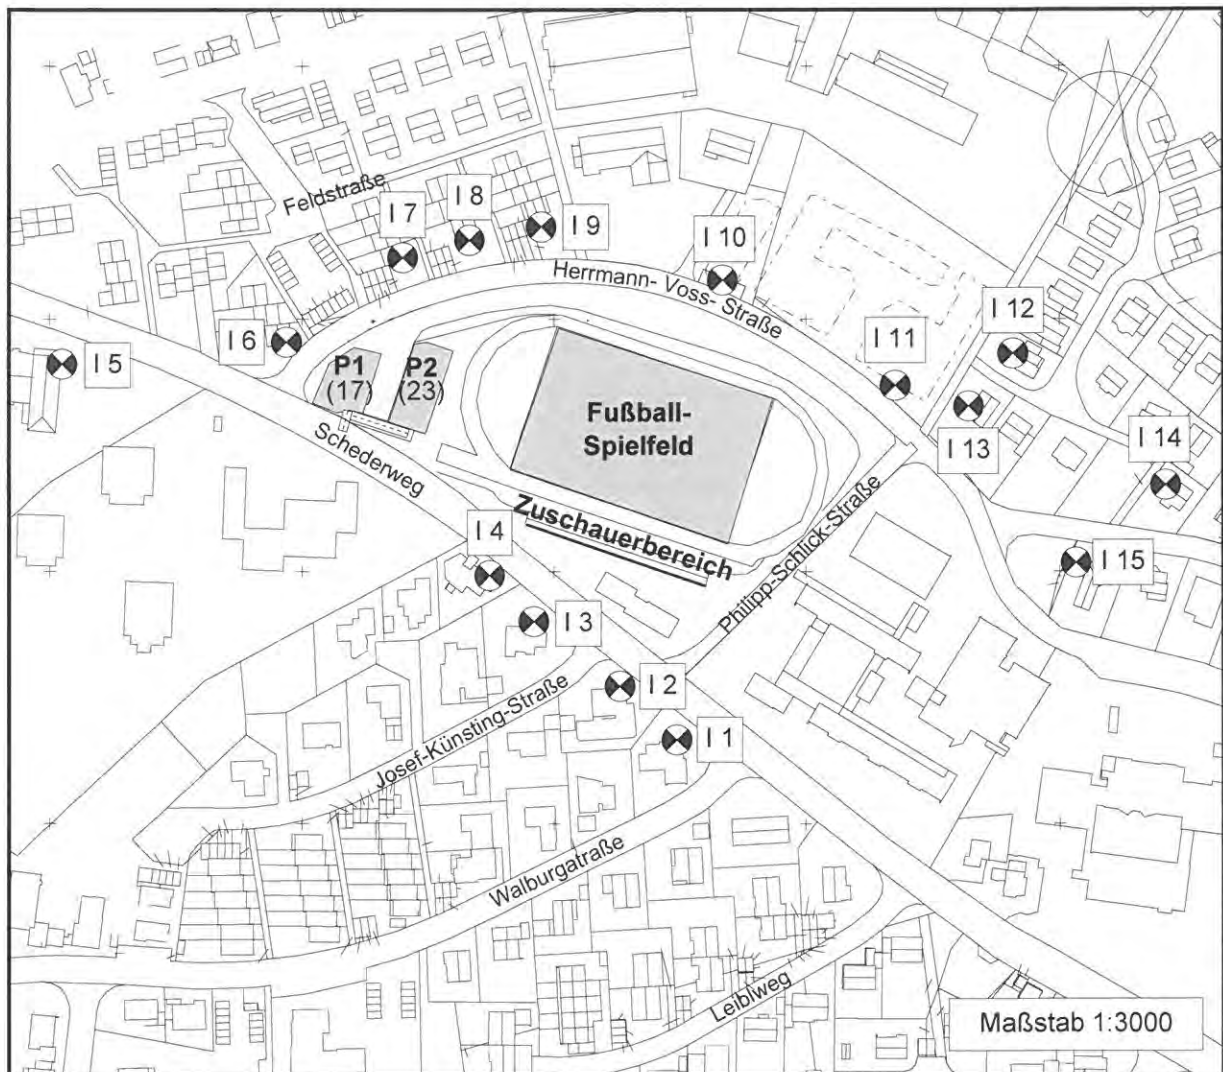 Feldstraße
I 7
I 8
I 9
I 10
Herrmann- Voss- Straße
I 12
I 11
I 6
I 5
P1
(17)
P2
(23)
Fußball-
Spielfeld
I 13
I 14
Schederweg
Zuschauerbereich
Philipp-Schlick-Straße
I 4
I 15
I 3
I 2
Josef-Künsting-Straße
I 1
Walburgatraße
Leiblweg
Maßstab 1:3000